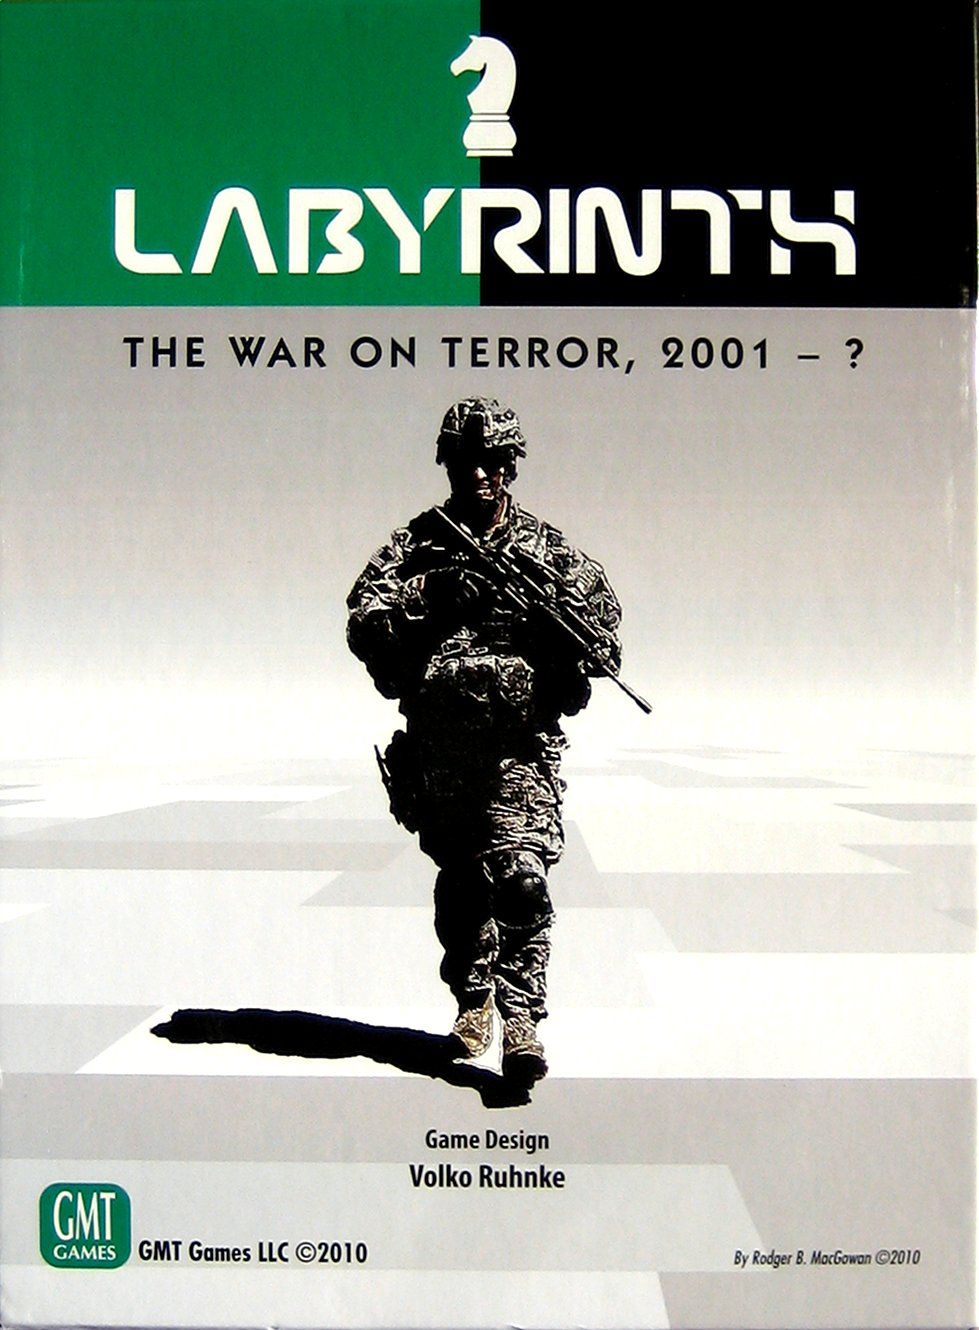 LABYRINTH
THE WAR ON TERROR, 2001 – ?
Game Design
Volko Ruhnke
GMT
GAMES
GMT Games LLC ©2010
By Rodger B. MacGowan ©2010